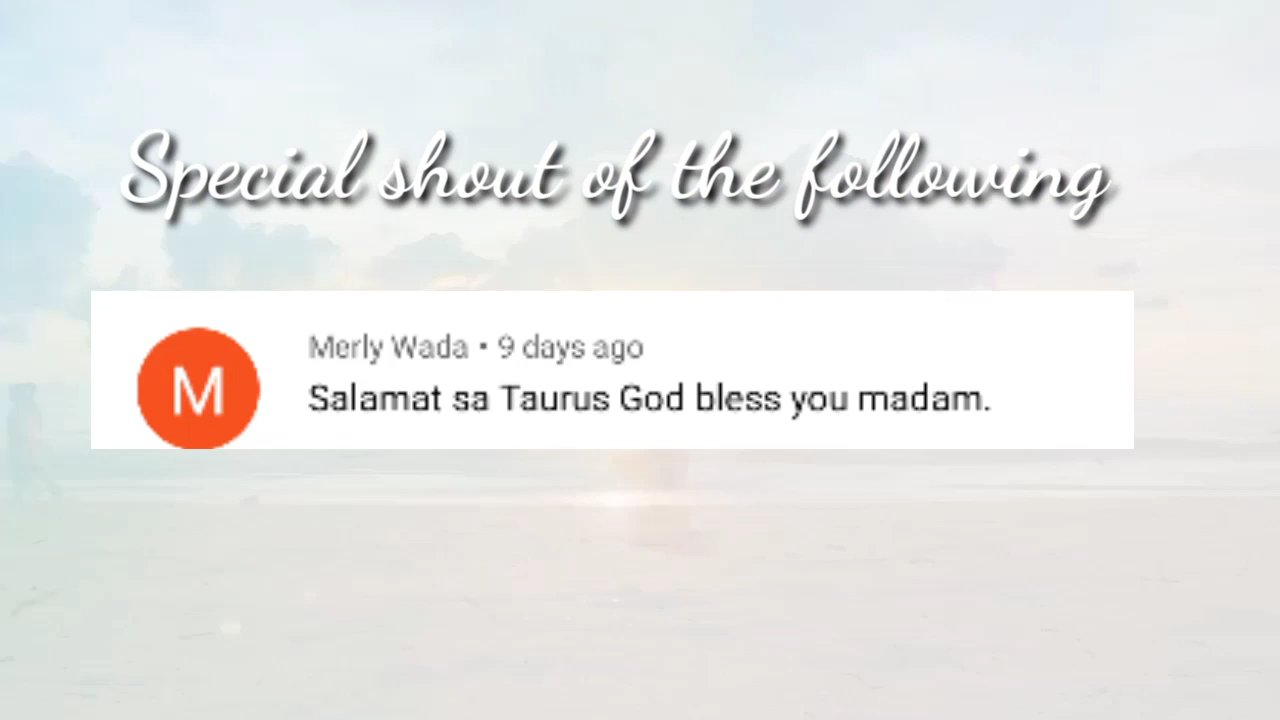 Special shout of the following
M
Merly Wada • 9 days ago
Salamat sa Taurus God bless you madam.